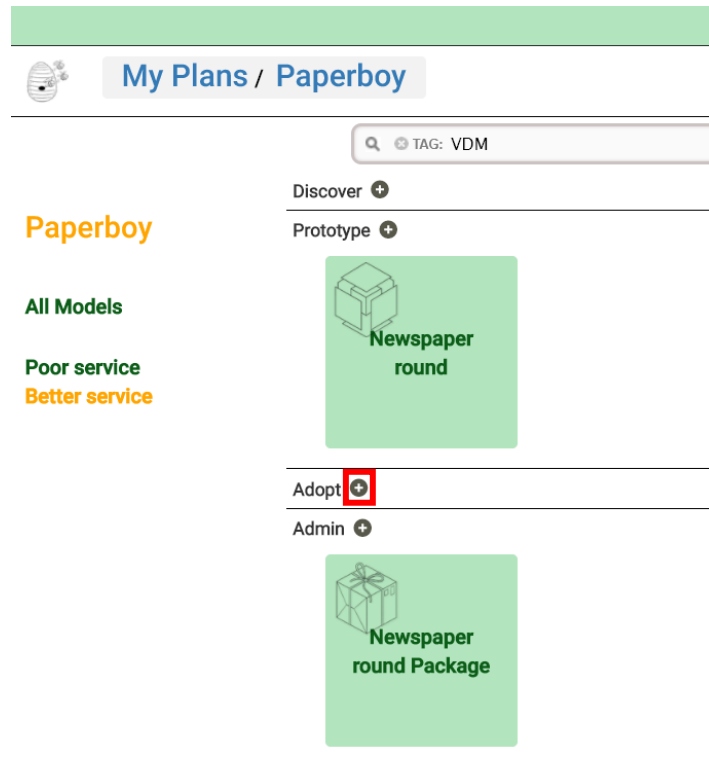 My Plans / Paperboy
TAG: VDM
Discover
Paperboy
Prototype
All Models
Newspaper
round
Poor service
Better service
Adopt
Admin
Newspaper
round Package